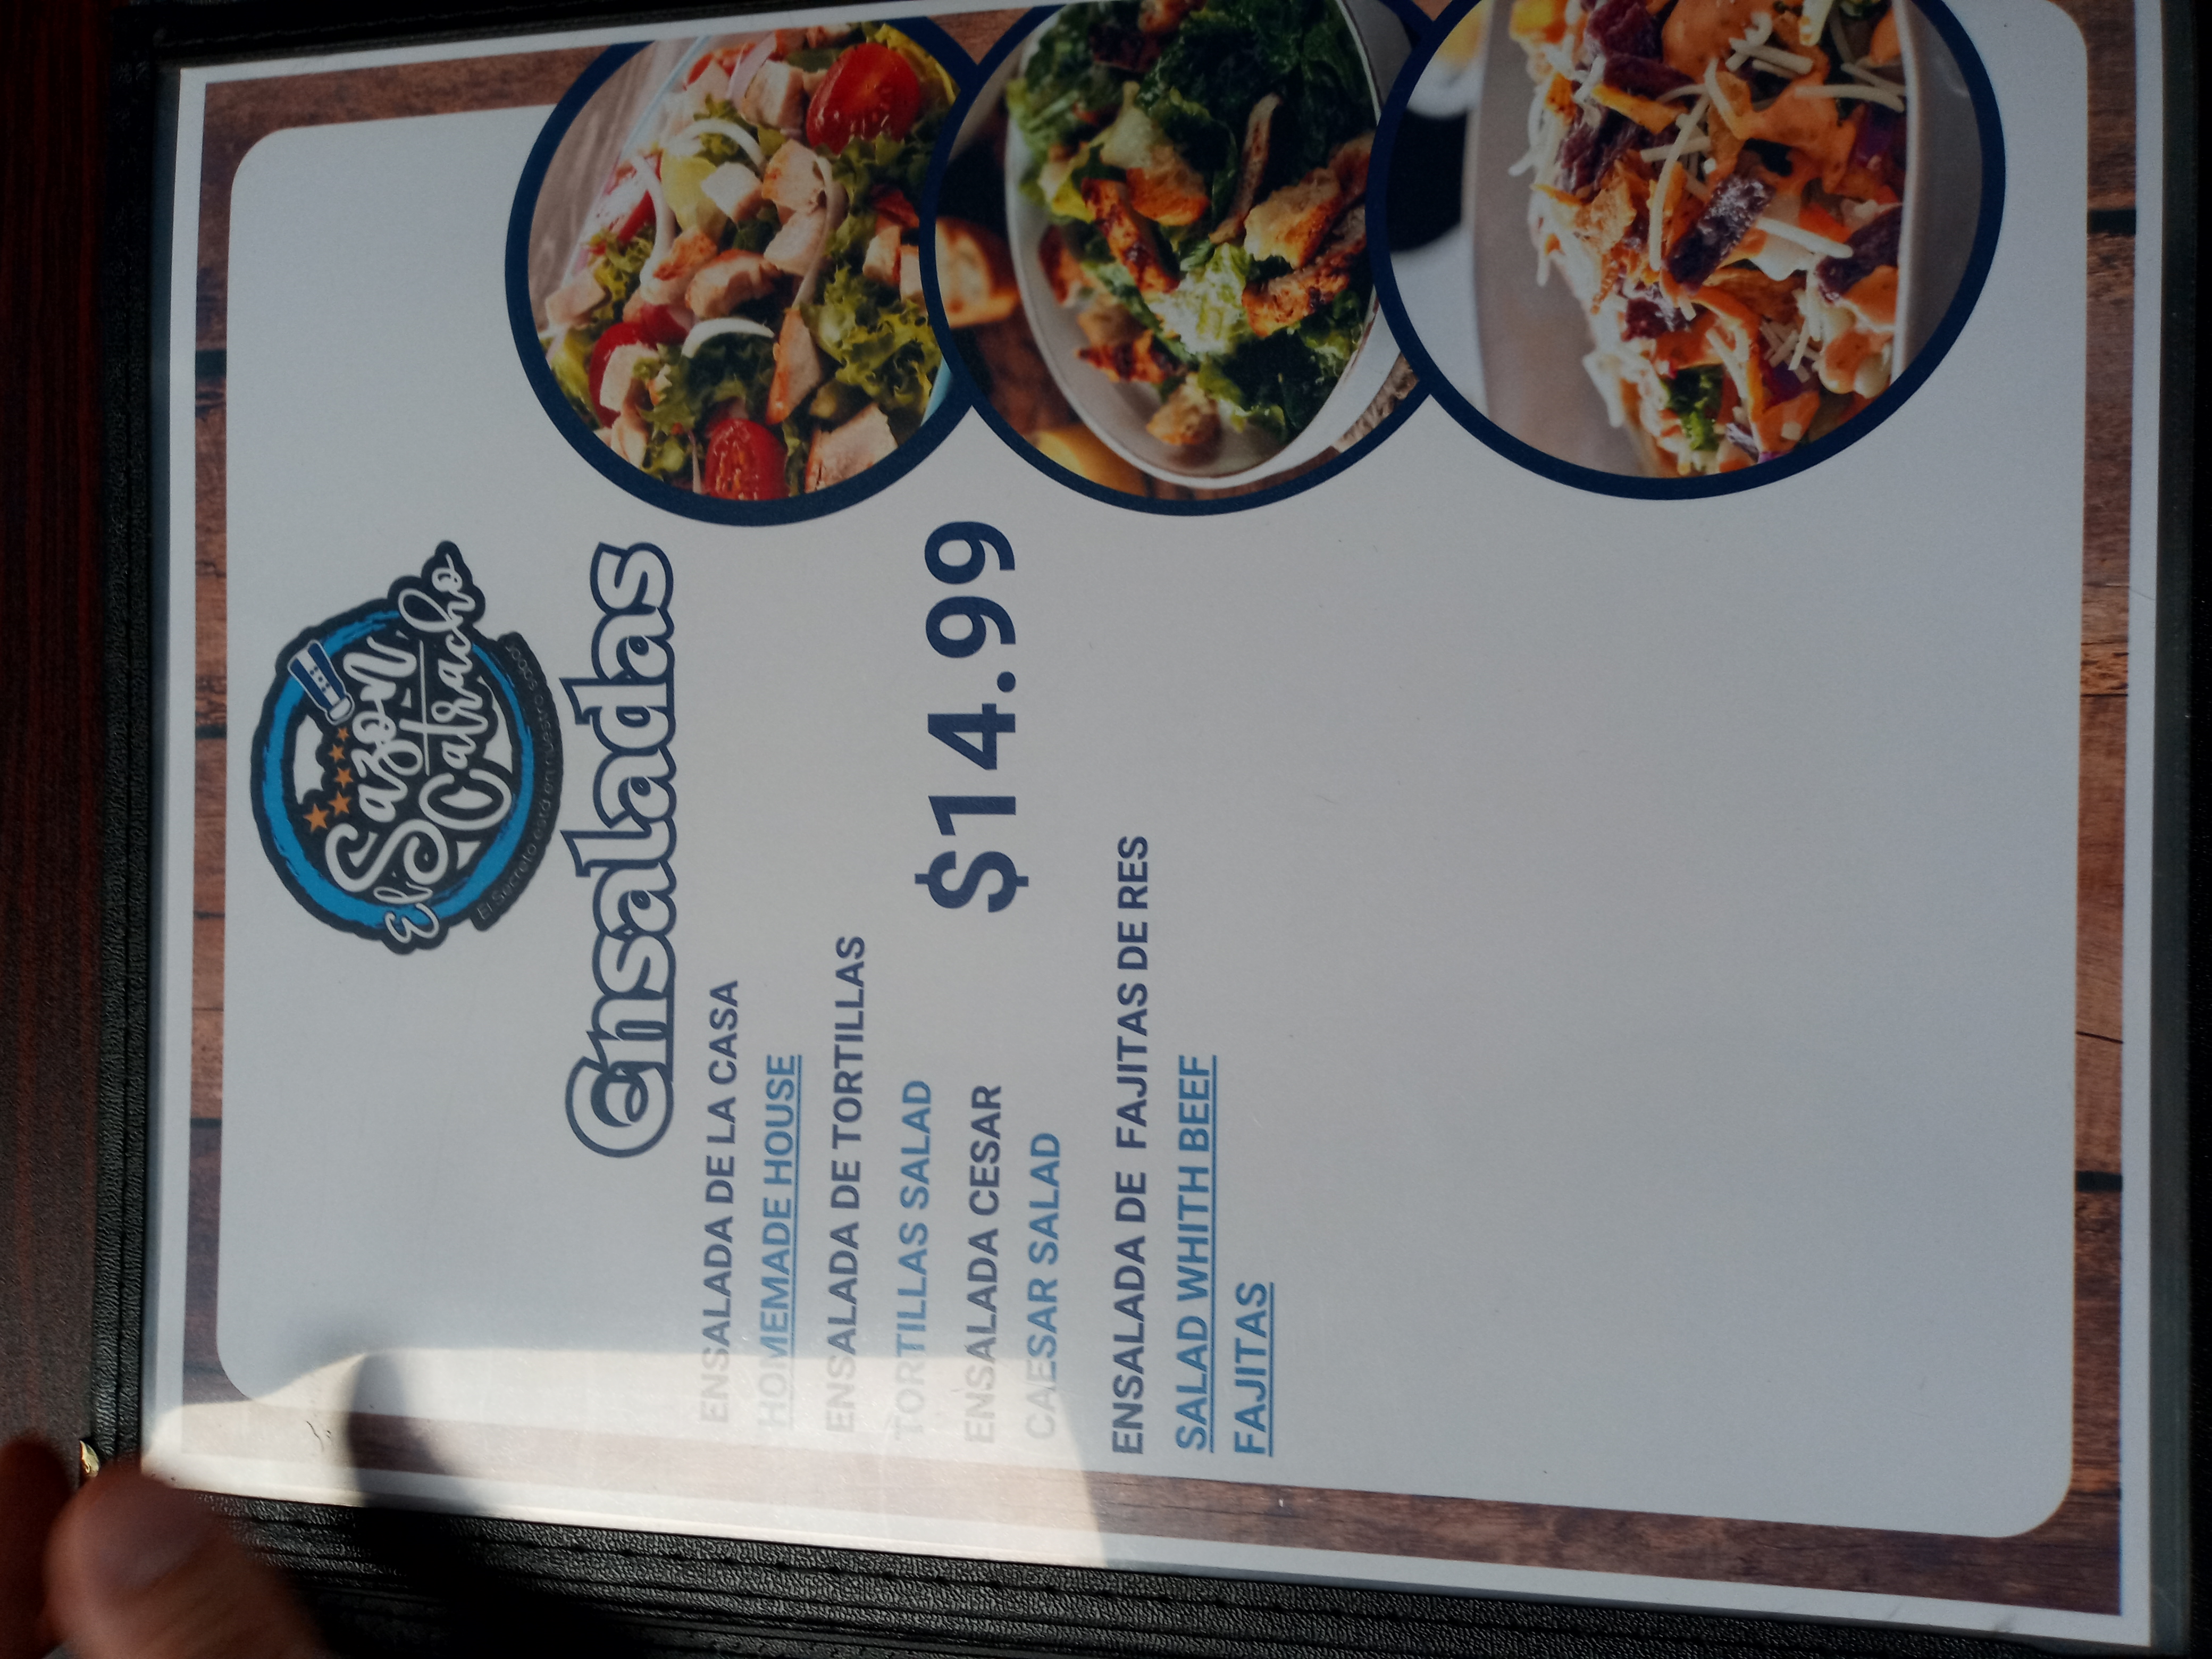 El Sazón
Catracho
El Secreto está en nuestro sabor
Ensaladas
ENSALADA DE LA CASA
HOMEMADE HOUSE
ENSALADA DE TORTILLAS
TORTILLAS SALAD
$14.99
ENSALADA CESAR
CAESAR SALAD
ENSALADA DE FAJITAS DE RES
SALAD WHITH BEEF
FAJITAS